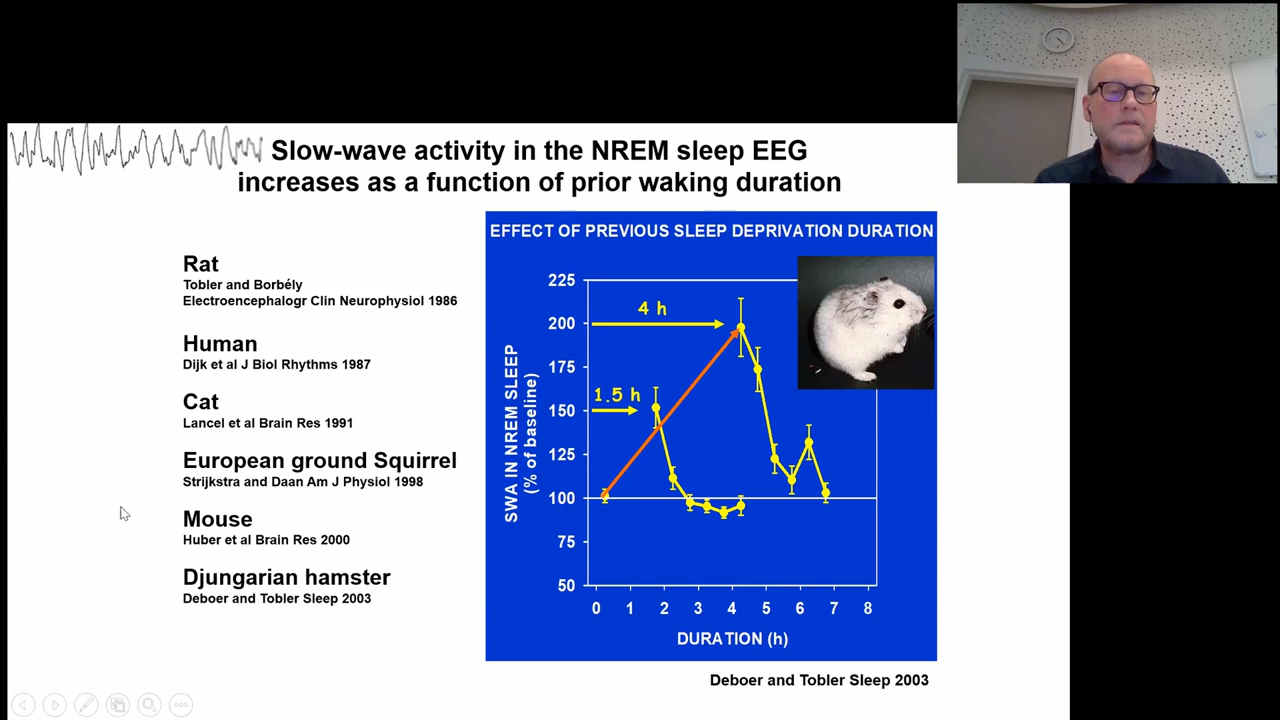 Slow-wave activity in the NREM sleep EEG
increases as a function of prior waking duration
Rat
Tobler and Borbély
Electroencephalogr Clin Neurophysiol 1986
Human
Dijk et al J Biol Rhythms 1987
Cat
Lancel et al Brain Res 1991
European ground Squirrel
Strijkstra and Daan Am J Physiol 1998
Mouse
Huber et al Brain Res 2000
Djungarian hamster
Deboer and Tobler Sleep 2003
EFFECT OF PREVIOUS SLEEP DEPRIVATION DURATION
SWA IN NREM SLEEP
(% of baseline)
225
200
175
150
125
100
75
50
4 h
1.5 h
0 1 2 3 4 5 6 7 8
DURATION (h)
Deboer and Tobler Sleep 2003